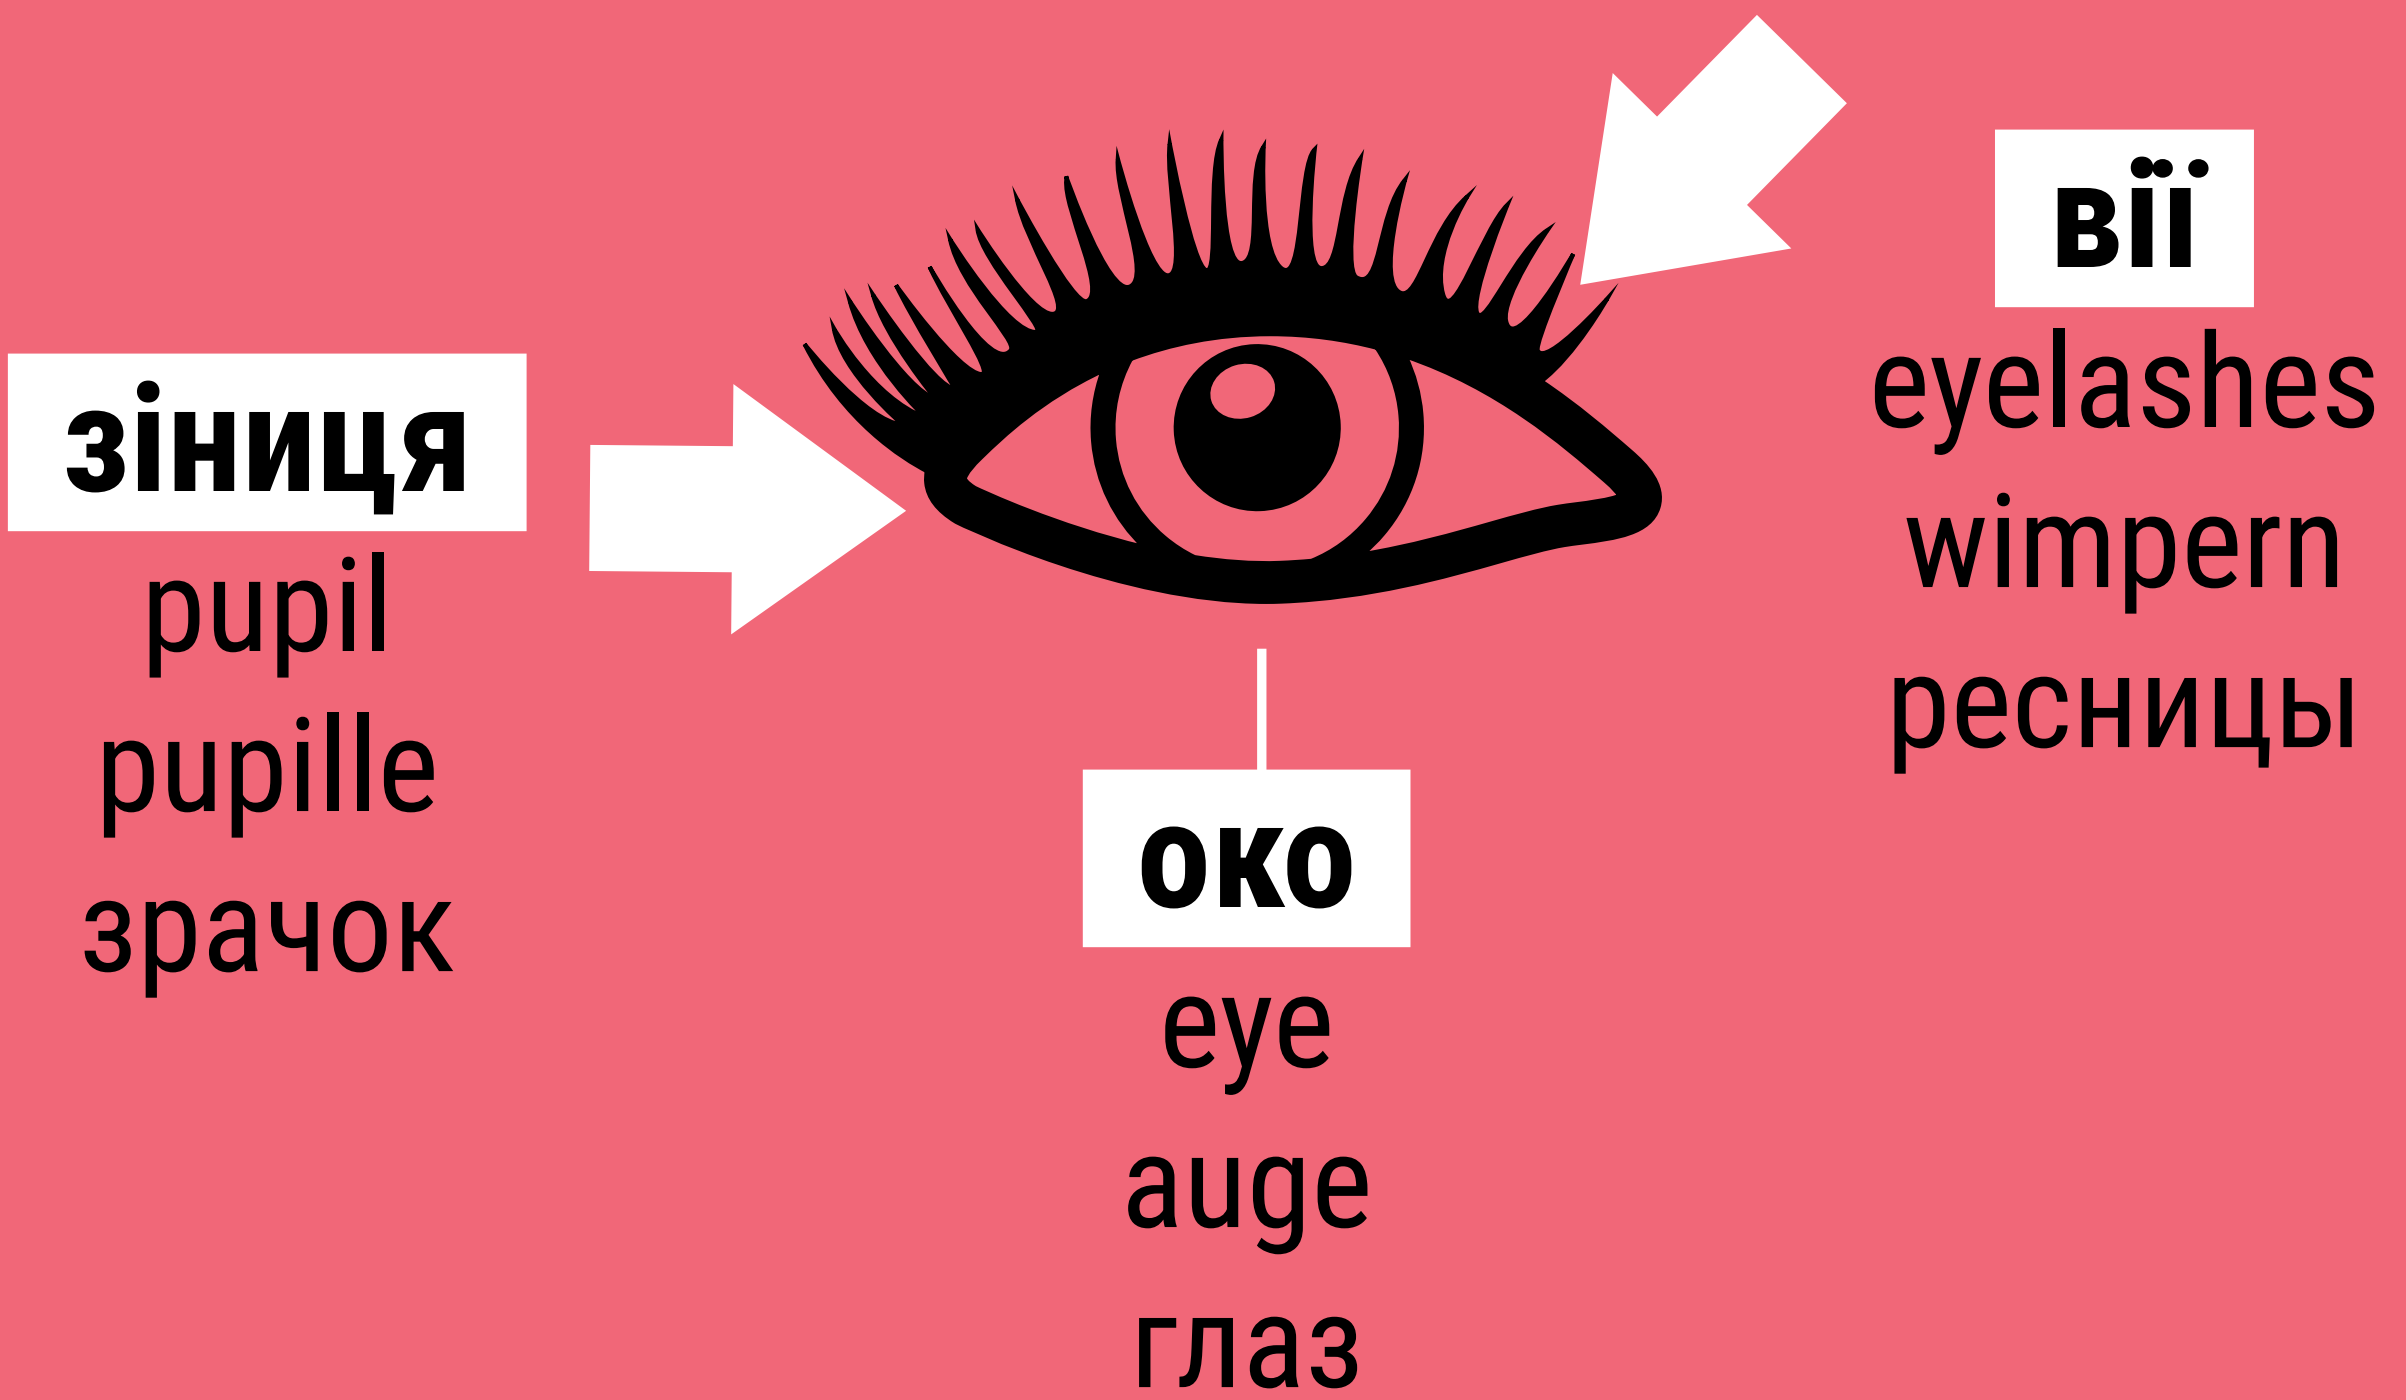 зіниця
pupil
pupille
зрачок
око
eye
auge
глаз
вії
eyelashes
wimpern
ресницы